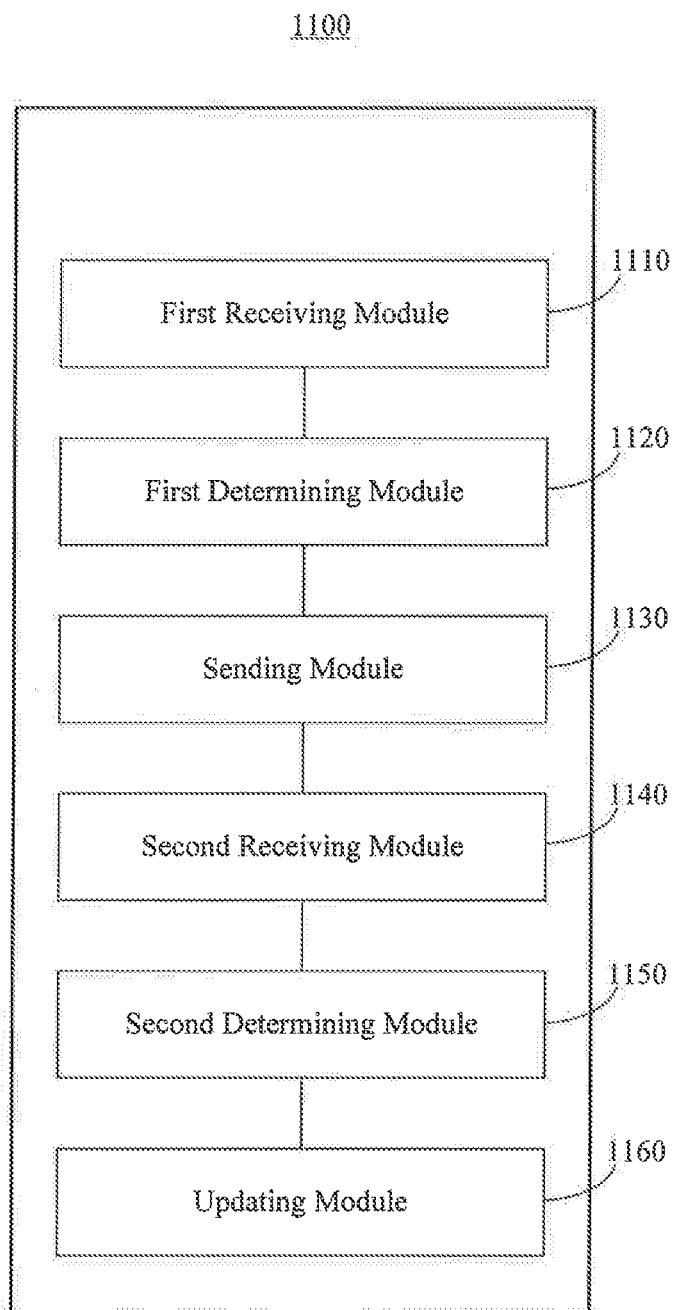 1100
1110
First Receiving Module
1120
First Determining Module
1130
Sending Module
1140
Second Receiving Module
1150
Second Determining Module
1160
Updating Module